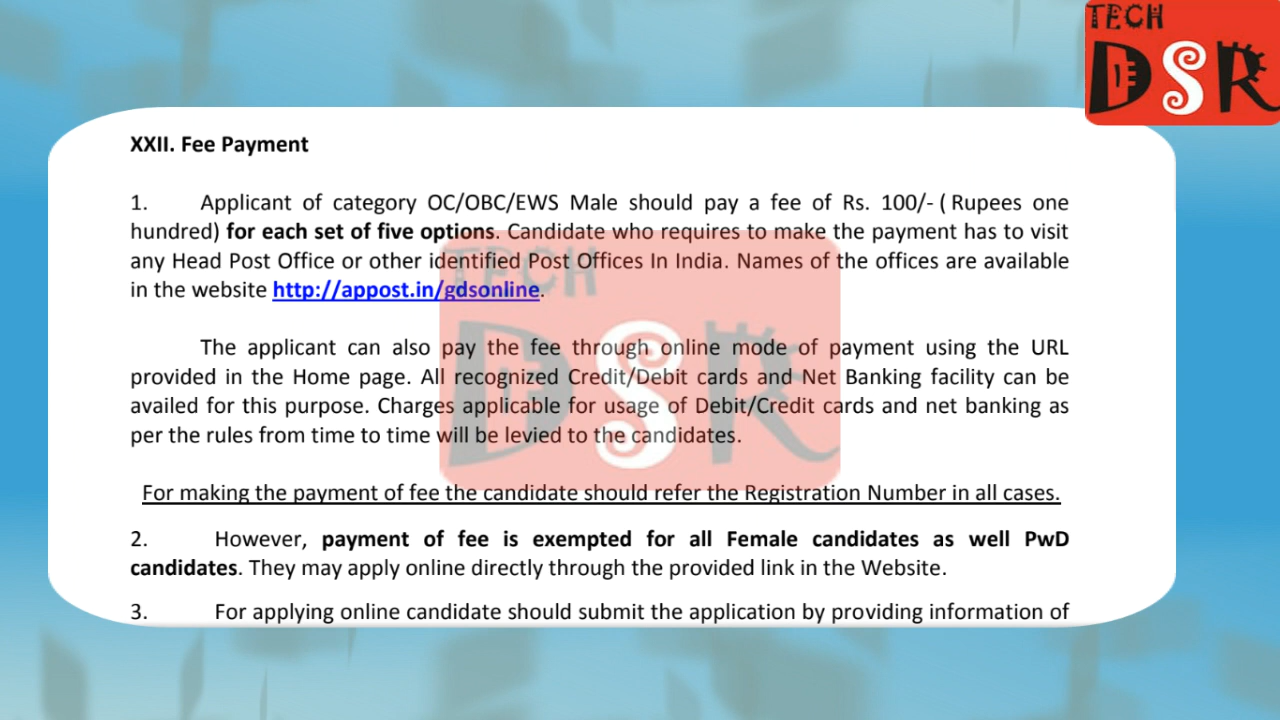 TECH
DSR
XXII. Fee Payment
1. Applicant of category OC/OBC/EWS Male should pay a fee of Rs. 100/- ( Rupees one
hundred) for each set of five options. Candidate who requires to make the payment has to visit
any Head Post Office or other identified Post Offices In India. Names of the offices are available
in the website http://appost.in/gdsonline.
TECH
DSR
The applicant can also pay the fee through online mode of payment using the URL
provided in the Home page. All recognized Credit/Debit cards and Net Banking facility can be
availed for this purpose. Charges applicable for usage of Debit/Credit cards and net banking as
per the rules from time to time will be levied to the candidates.
For making the payment of fee the candidate should refer the Registration Number in all cases.
2. However, payment of fee is exempted for all Female candidates as well PwD
candidates. They may apply online directly through the provided link in the Website.
3. For applying online candidate should submit the application by providing information of